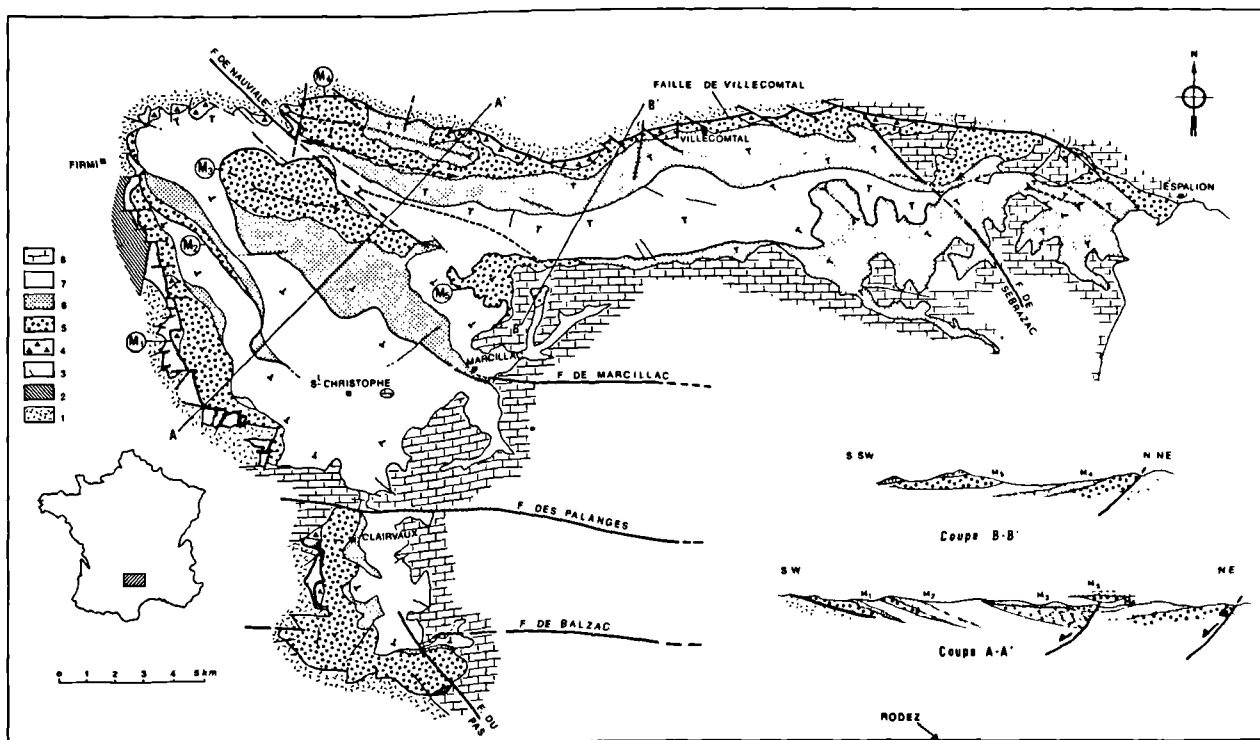 F DE NAUVIALE
M4
A'
B'
FAILLE DE VILLECOMTAL
N
VILLECOMTAL
FIRMI
M3
ESPALION
M2
8
7
6
5
4
3
2
1
M1
M5
B
F. DE SÉBRAZAC
MARCILLAC
F DE MARCILLAC
St CHRISTOPHE
A
S SW
N NE
M5
M4
Coupe B-B'
F. DES PALANGES
CLAIRVAUX
SW
NE
M1
M2
M3
M5
Coupe A-A'
F DE BALZAC
0 1 2 3 4 5 km
F. DU PAS
RODEZ